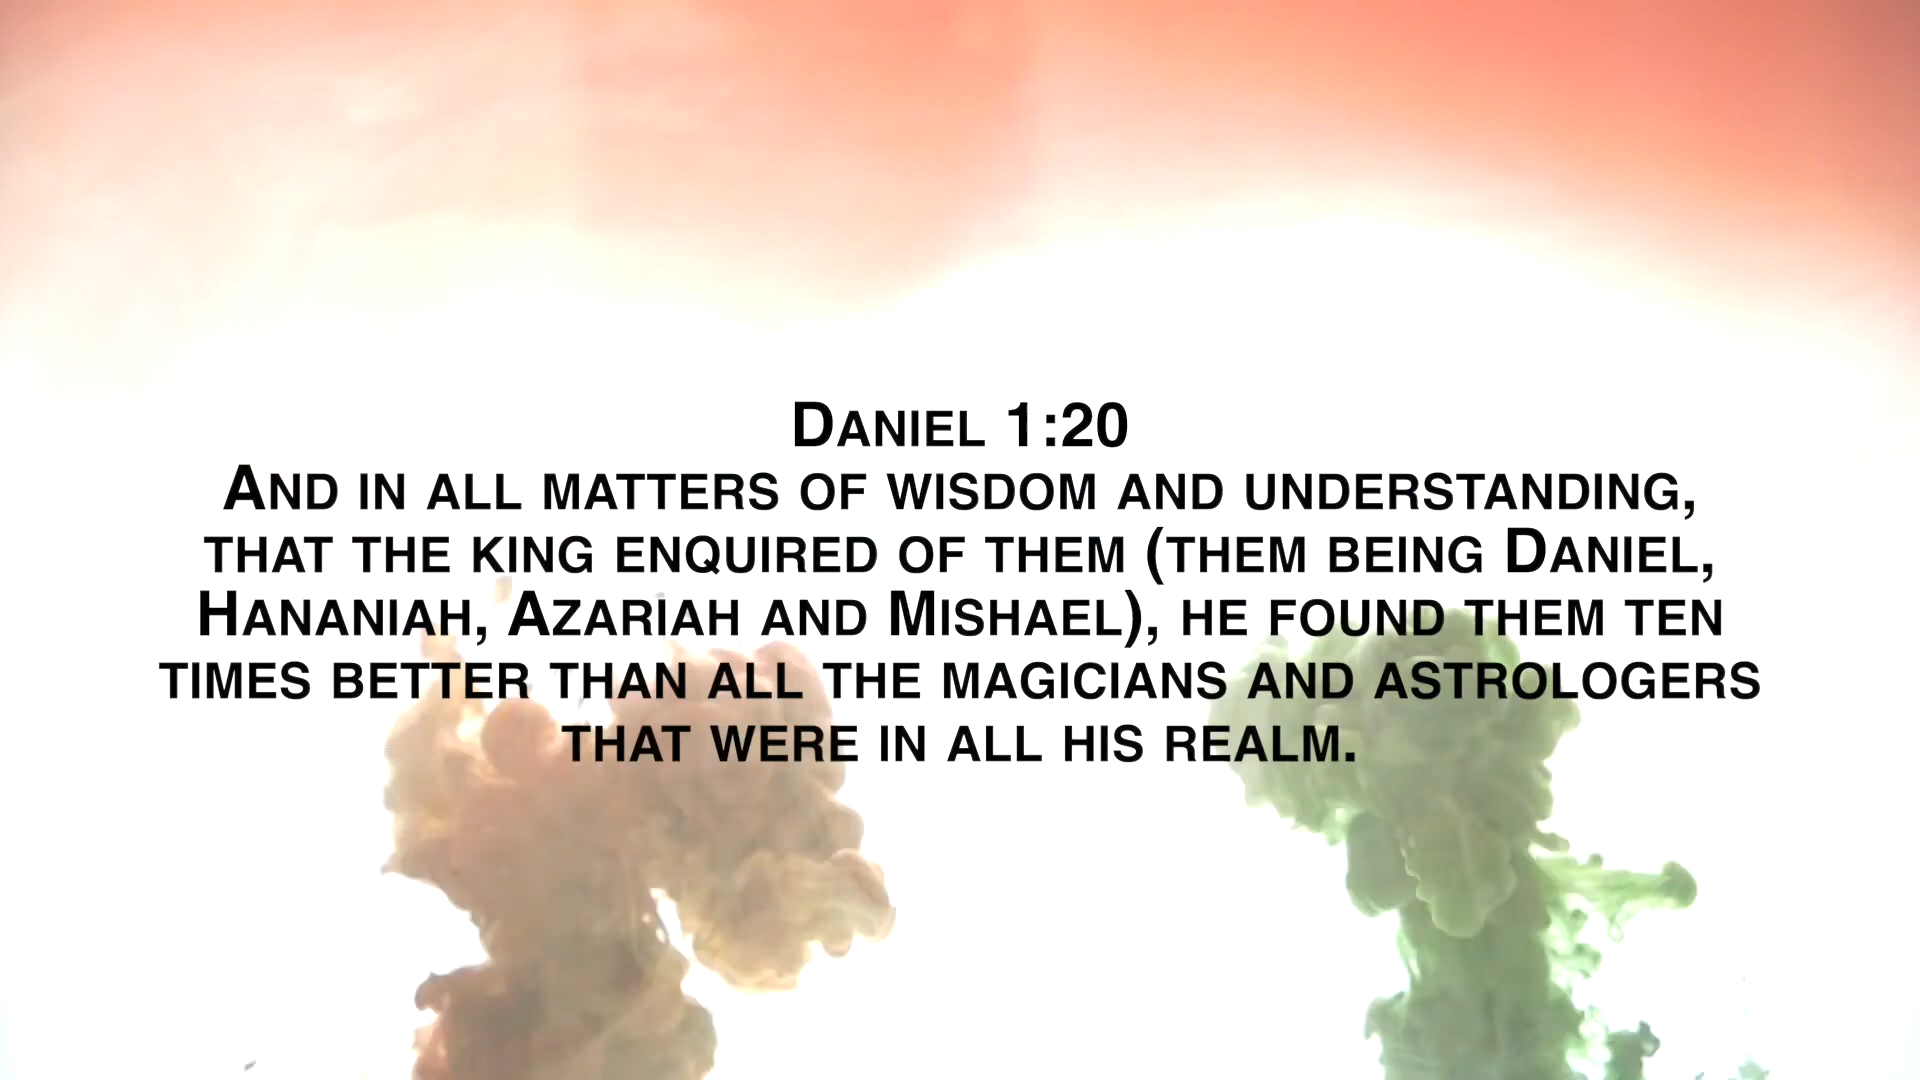 Daniel 1:20
And in all matters of wisdom and understanding,
that the king enquired of them (them being Daniel,
Hananiah, Azariah and Mishael), he found them ten
times better than all the magicians and astrologers
that were in all his realm.